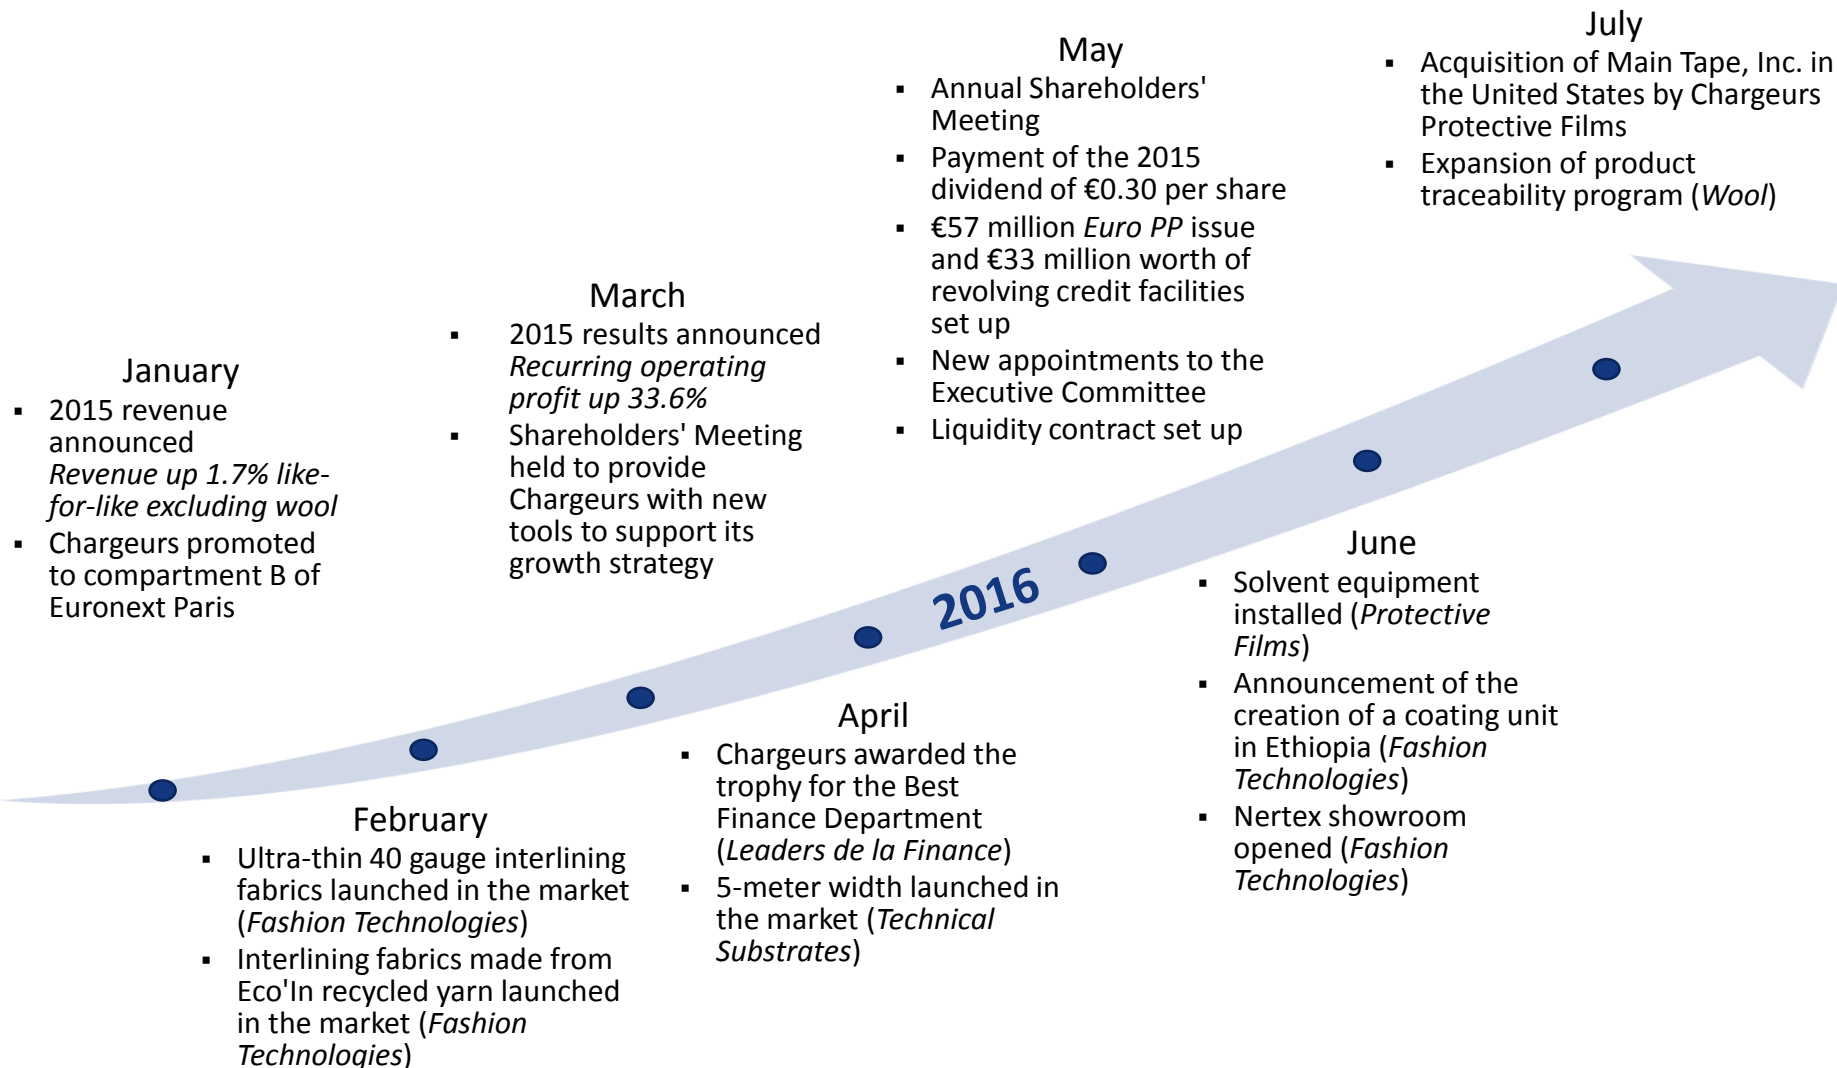 January
▪ 2015 revenue
announced
Revenue up 1.7% like-
for-like excluding wool
▪ Chargeurs promoted
to compartment B of
Euronext Paris
February
▪ Ultra-thin 40 gauge interlining
fabrics launched in the market
(Fashion Technologies)
▪ Interlining fabrics made from
Eco'In recycled yarn launched
in the market (Fashion
Technologies)
March
▪ 2015 results announced
Recurring operating
profit up 33.6%
▪ Shareholders' Meeting
held to provide
Chargeurs with new
tools to support its
growth strategy
April
▪ Chargeurs awarded the
trophy for the Best
Finance Department
(Leaders de la Finance)
▪ 5-meter width launched in
the market (Technical
Substrates)
2016
May
▪ Annual Shareholders'
Meeting
▪ Payment of the 2015
dividend of €0.30 per share
▪ €57 million Euro PP issue
and €33 million worth of
revolving credit facilities
set up
▪ New appointments to the
Executive Committee
▪ Liquidity contract set up
June
▪ Solvent equipment
installed (Protective
Films)
▪ Announcement of the
creation of a coating unit
in Ethiopia (Fashion
Technologies)
▪ Nertex showroom
opened (Fashion
Technologies)
July
▪ Acquisition of Main Tape, Inc. in
the United States by Chargeurs
Protective Films
▪ Expansion of product
traceability program (Wool)